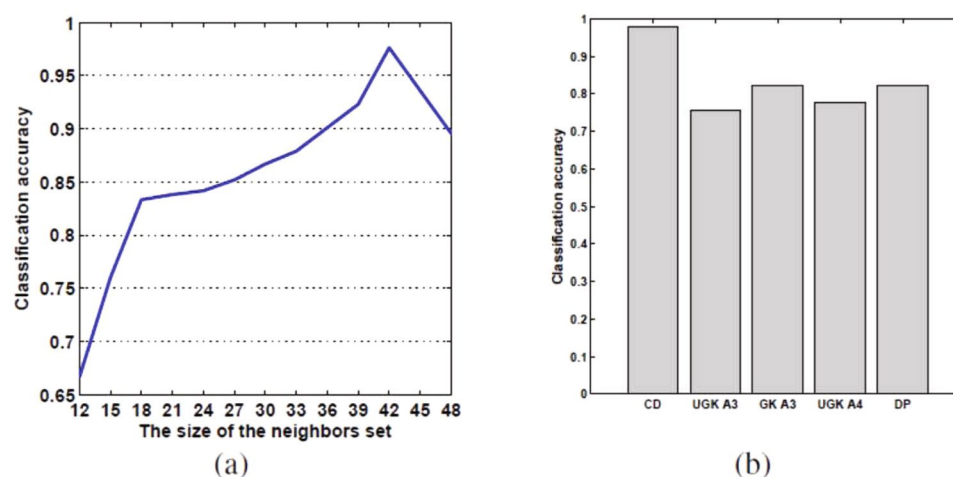 1
0.95
0.9
0.85
0.8
0.75
0.7
0.65
Classification accuracy
12 15 18 21 24 27 30 33 36 39 42 45 48
The size of the neighbors set
(a)
1
0.9
0.8
0.7
0.6
0.5
0.4
0.3
0.2
0.1
0
Classification accuracy
CD UGK A3 GK A3 UGK A4 DP
(b)